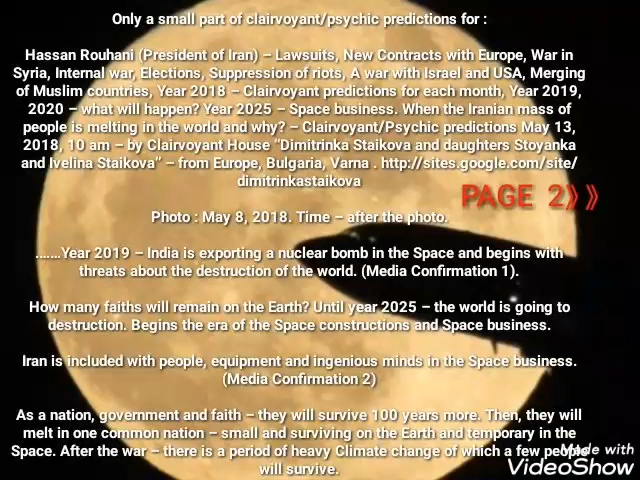 Only a small part of clairvoyant/psychic predictions for :
Hassan Rouhani (President of Iran) – Lawsuits, New Contracts with Europe, War in
Syria, Internal war, Elections, Suppression of riots, A war with Israel and USA, Merging
of Muslim countries, Year 2018 – Clairvoyant predictions for each month, Year 2019,
2020 – what will happen? Year 2025 – Space business. When the Iranian mass of
people is melting in the world and why? – Clairvoyant/Psychic predictions May 13,
2018, 10 am – by Clairvoyant House "Dimitrinka Staikova and daughters Stoyanka
and Ivelina Staikova" – from Europe, Bulgaria, Varna . http://sites.google.com/site/
dimitrinkastaikova
PAGE 2⟫⟫
Photo : May 8, 2018. Time – after the photo.
.......Year 2019 – India is exporting a nuclear bomb in the Space and begins with
threats about the destruction of the world. (Media Confirmation 1).
How many faiths will remain on the Earth? Until year 2025 – the world is going to
destruction. Begins the era of the Space constructions and Space business.
Iran is included with people, equipment and ingenious minds in the Space business.
(Media Confirmation 2)
As a nation, government and faith – they will survive 100 years more. Then, they will
melt in one common nation – small and surviving on the Earth and temporary in the
Space. After the war – there is a period of heavy Climate change of which a few people
will survive.
Made with
VideoShow